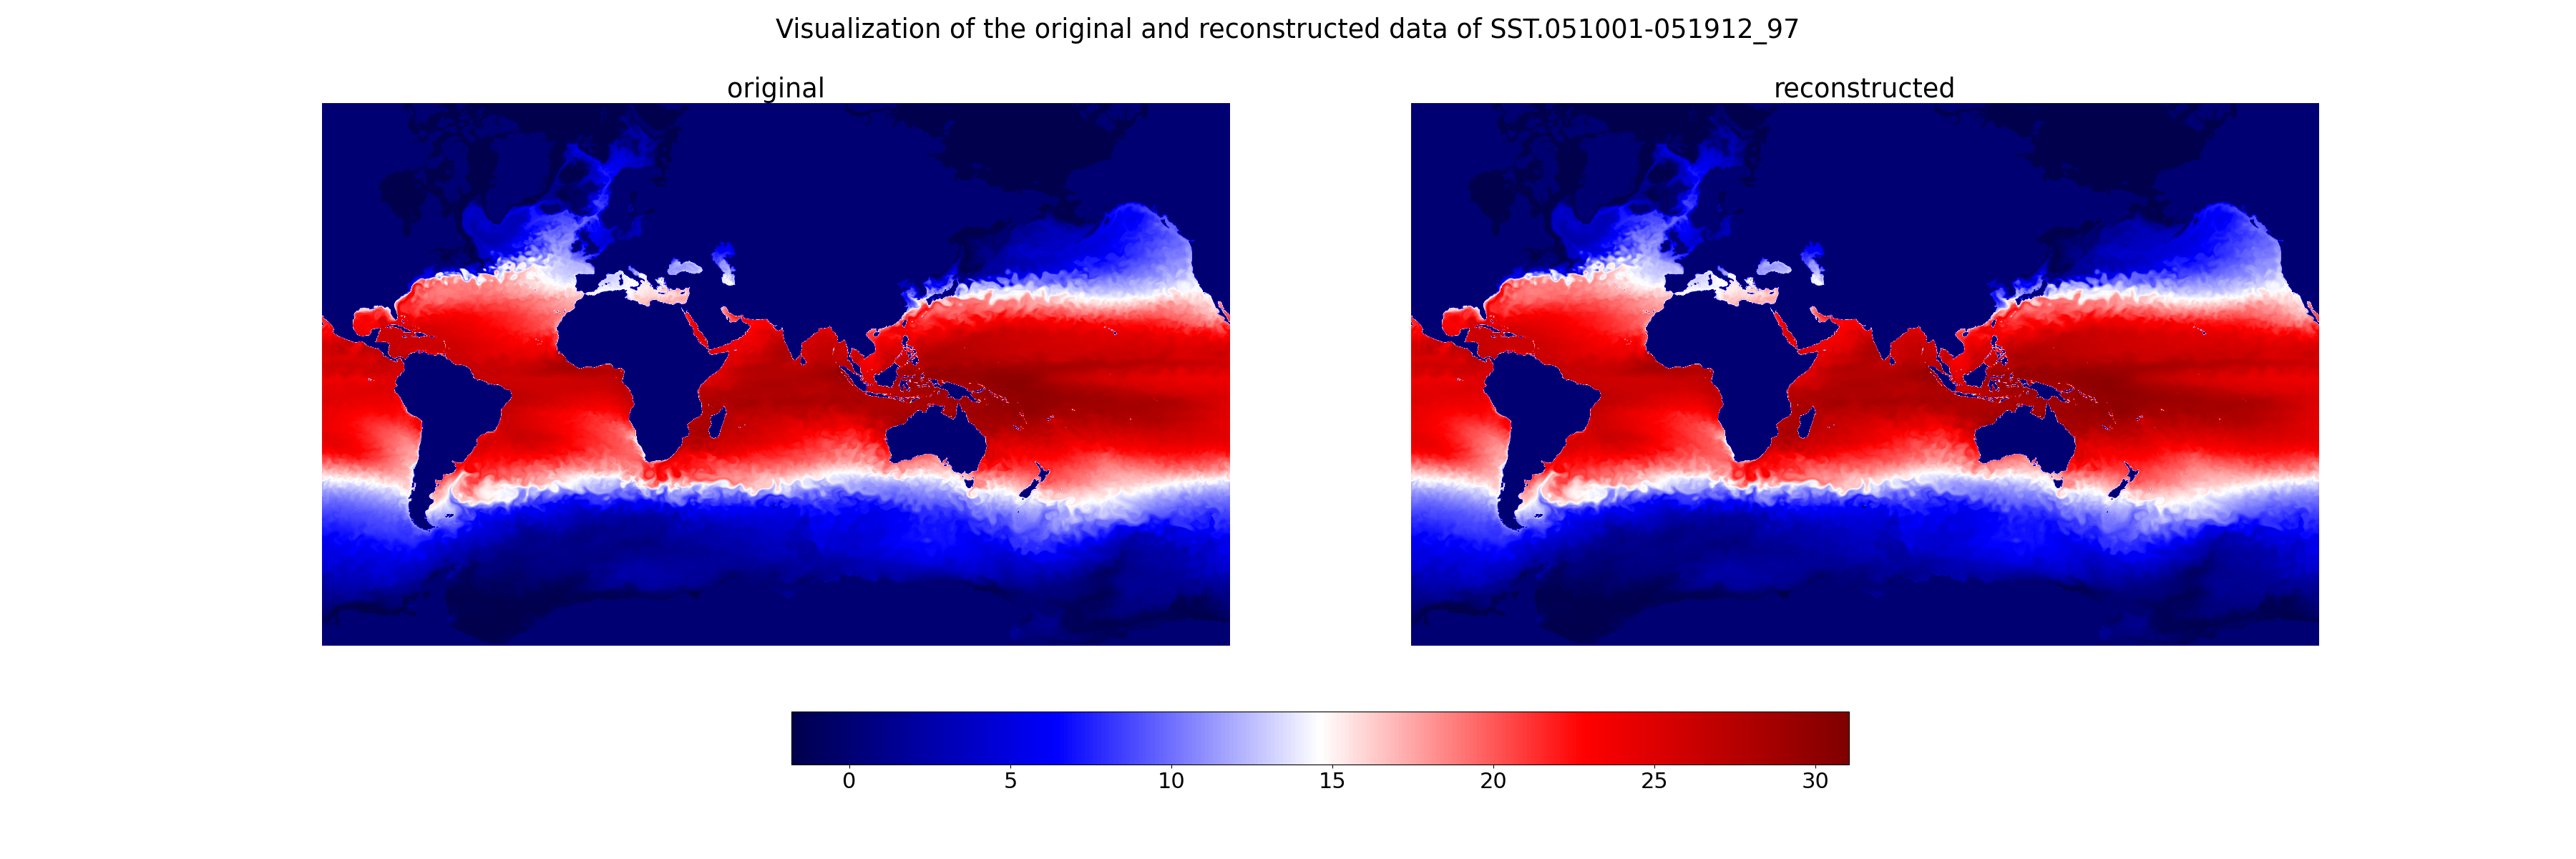 Visualization of the original and reconstructed data of SST.051001-051912_97
original
reconstructed
0 5 10 15 20 25 30